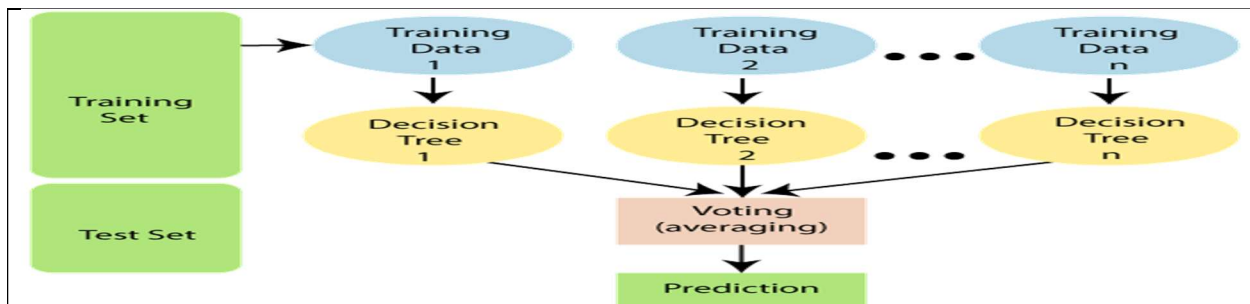 Training
Set
Test Set
Training
Data
1
Training
Data
2
Training
Data
n
Decision
Tree
1
Decision
Tree
2
Decision
Tree
n
Voting
(averaging)
Prediction